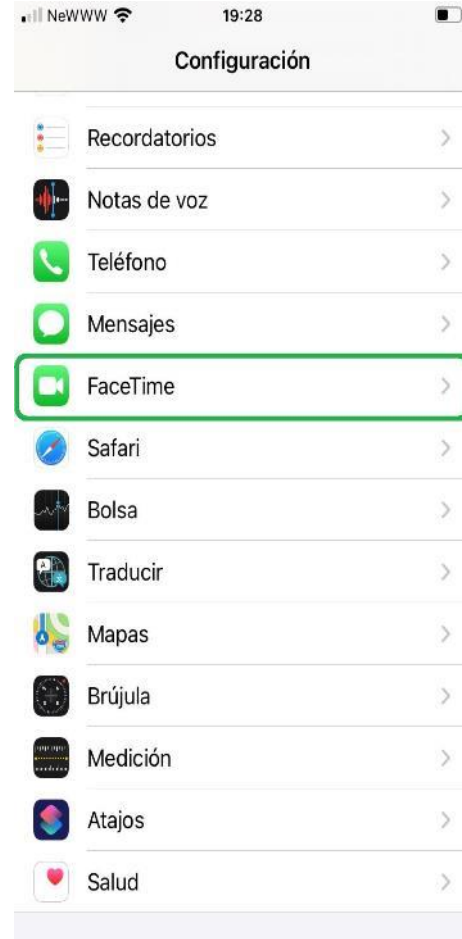 NeWWW
19:28
Configuración
Recordatorios
Notas de voz
Teléfono
Mensajes
FaceTime
Safari
Bolsa
Traducir
Mapas
Brújula
Medición
Atajos
Salud